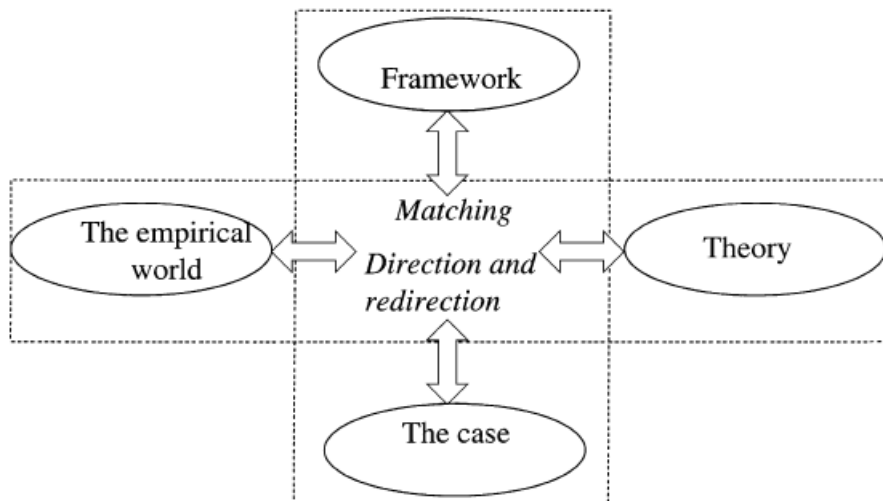 Framework
Matching
The empirical
world
Direction and
redirection
Theory
The case